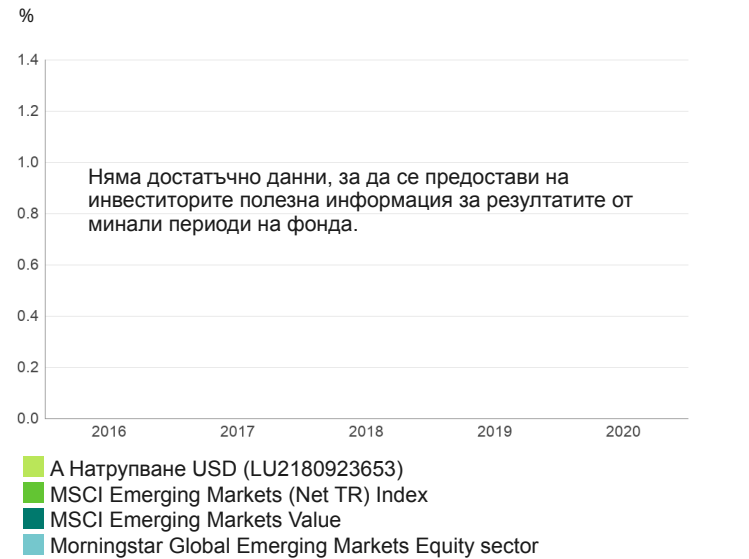 %
1.4
1.2
1.0
Няма достатъчно данни, за да се предостави на
инвеститорите полезна информация за резултатите от
0.8
минали периоди на фонда.
0.6
0.4
0.2
0.0
2016 2017 2018 2019 2020
А Натрупване USD (LU2180923653)
MSCI Emerging Markets (Net TR) Index
MSCI Emerging Markets Value
Morningstar Global Emerging Markets Equity sector